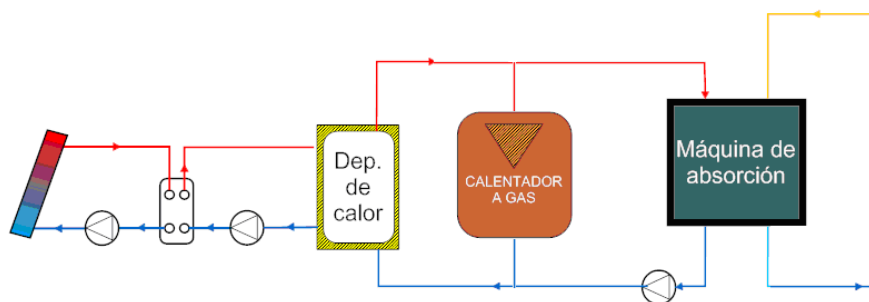 Dep.
de
calor
CALENTADOR
A GAS
Máquina de
absorción